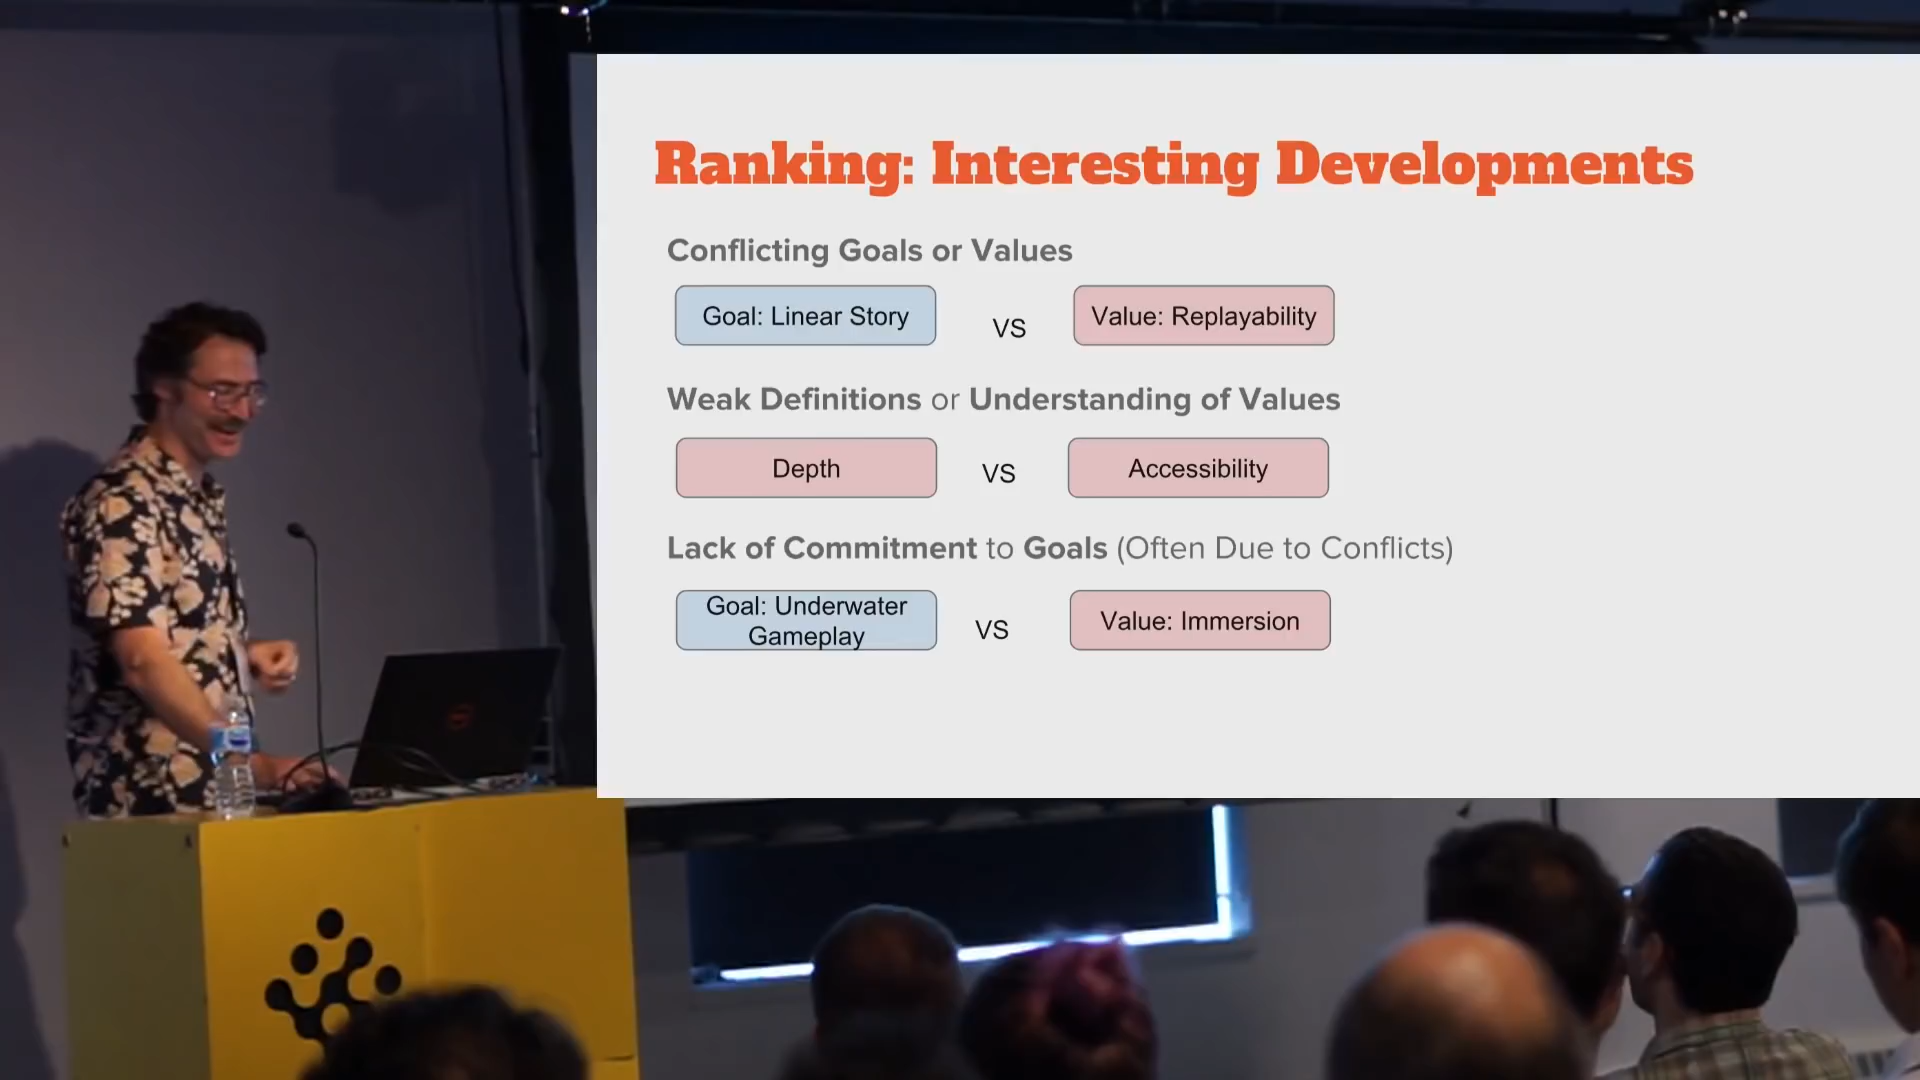 Ranking: Interesting Developments
Conflicting Goals or Values
Goal: Linear Story VS Value: Replayability
Weak Definitions or Understanding of Values
Depth VS Accessibility
Lack of Commitment to Goals (Often Due to Conflicts)
Goal: Underwater
Gameplay VS Value: Immersion